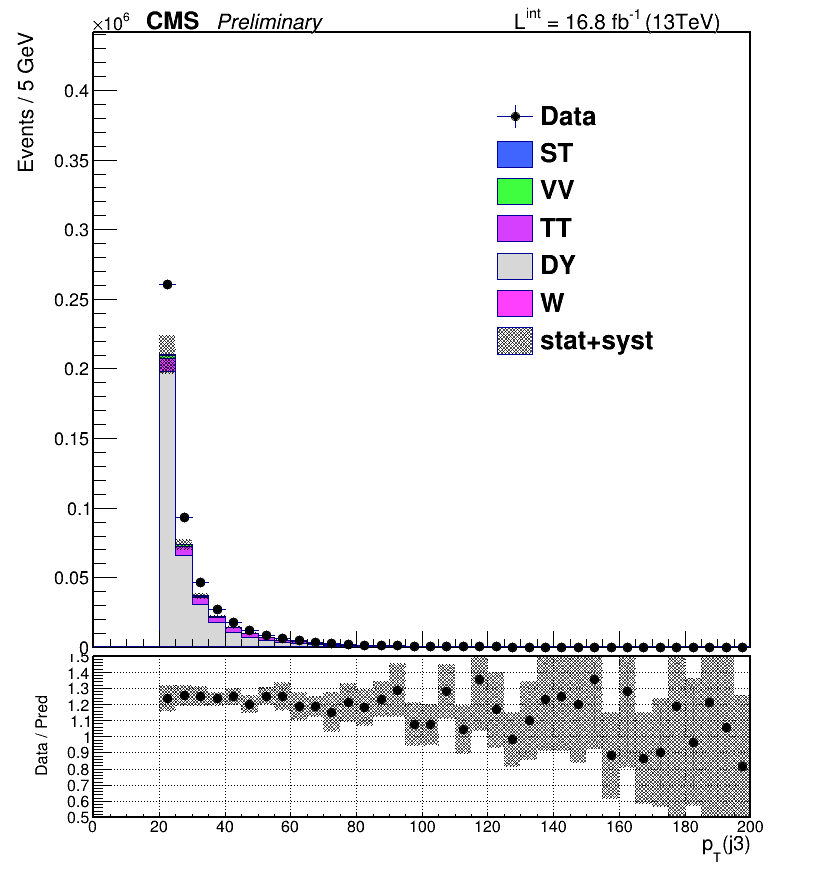 ×10⁶ CMS Preliminary L^int = 16.8 fb⁻¹ (13TeV)
Events / 5 GeV
0.4
0.35
0.3
0.25
0.2
0.15
0.1
0.05
0
Data
ST
VV
TT
DY
W
stat+syst
Data / Pred
1.5
1.4
1.3
1.2
1.1
1
0.9
0.8
0.7
0.6
0.5
0 20 40 60 80 100 120 140 160 180 200
p_T(j3)